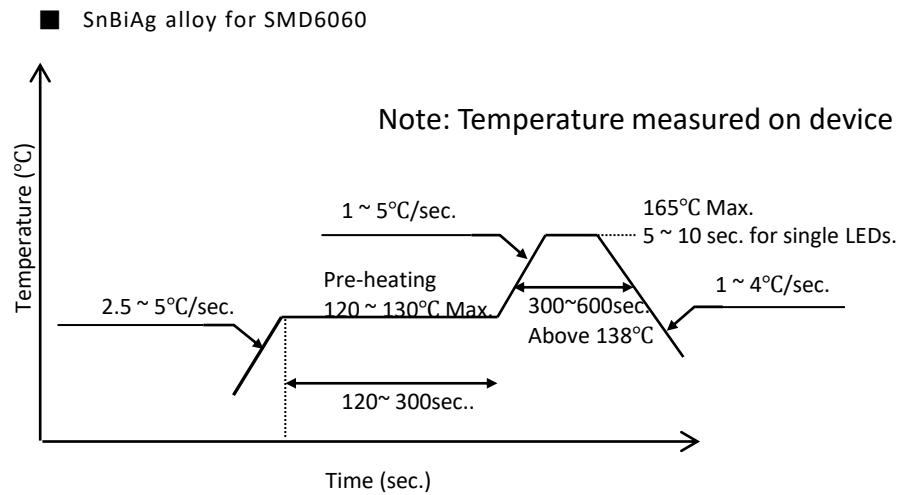 ■ SnBiAg alloy for SMD6060
Note: Temperature measured on device
Temperature (℃)
1 ~ 5℃/sec.
165℃ Max.
5 ~ 10 sec. for single LEDs.
Pre-heating
120 ~ 130℃ Max.
2.5 ~ 5℃/sec.
300~600sec.
Above 138℃
1 ~ 4℃/sec.
120~ 300sec..
Time (sec.)